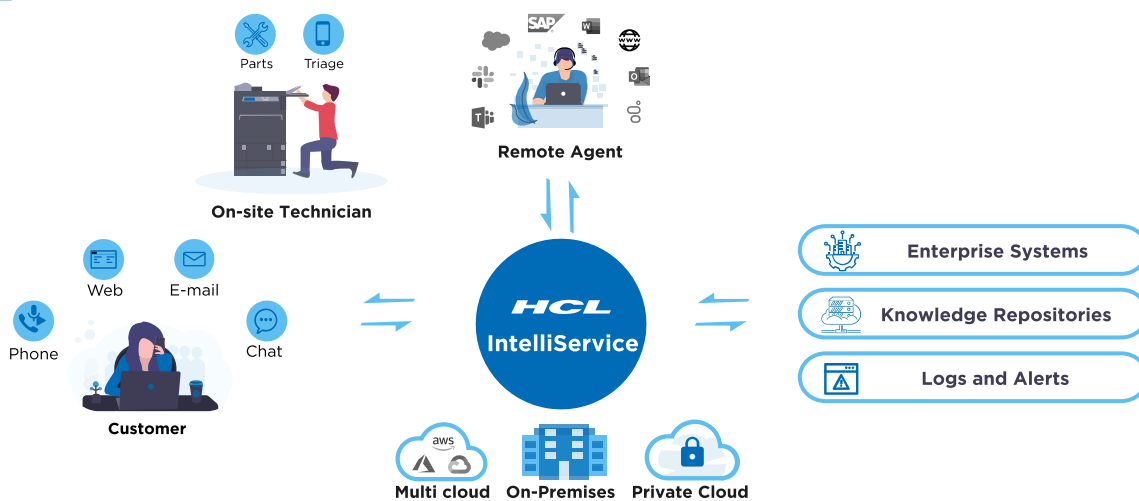 Parts
Triage
SAP
W
www
T
On-site Technician
Remote Agent
Web
E-mail
Phone
Chat
Customer
HCL
IntelliService
Enterprise Systems
Knowledge Repositories
Logs and Alerts
aws
Multi cloud
On-Premises
Private Cloud